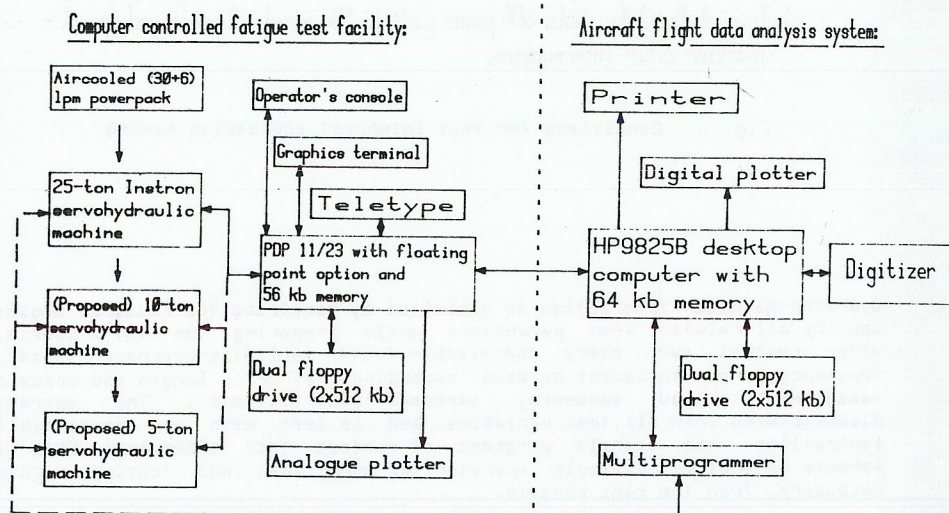 Computer controlled fatigue test facility:
Aircooled (30+6)
lpm powerpack
25-ton Instron
servohydraulic
machine
(Proposed) 10-ton
servohydraulic
machine
(Proposed) 5-ton
servohydraulic
machine
Operator's console
Graphics terminal
Teletype
PDP 11/23 with floating
point option and
56 kb memory
Dual floppy
drive (2x512 kb)
Analogue plotter
Aircraft flight data analysis system:
Printer
Digital plotter
HP9825B desktop
computer with
64 kb memory
Digitizer
Dual floppy
drive (2x512 kb)
Multiprogrammer